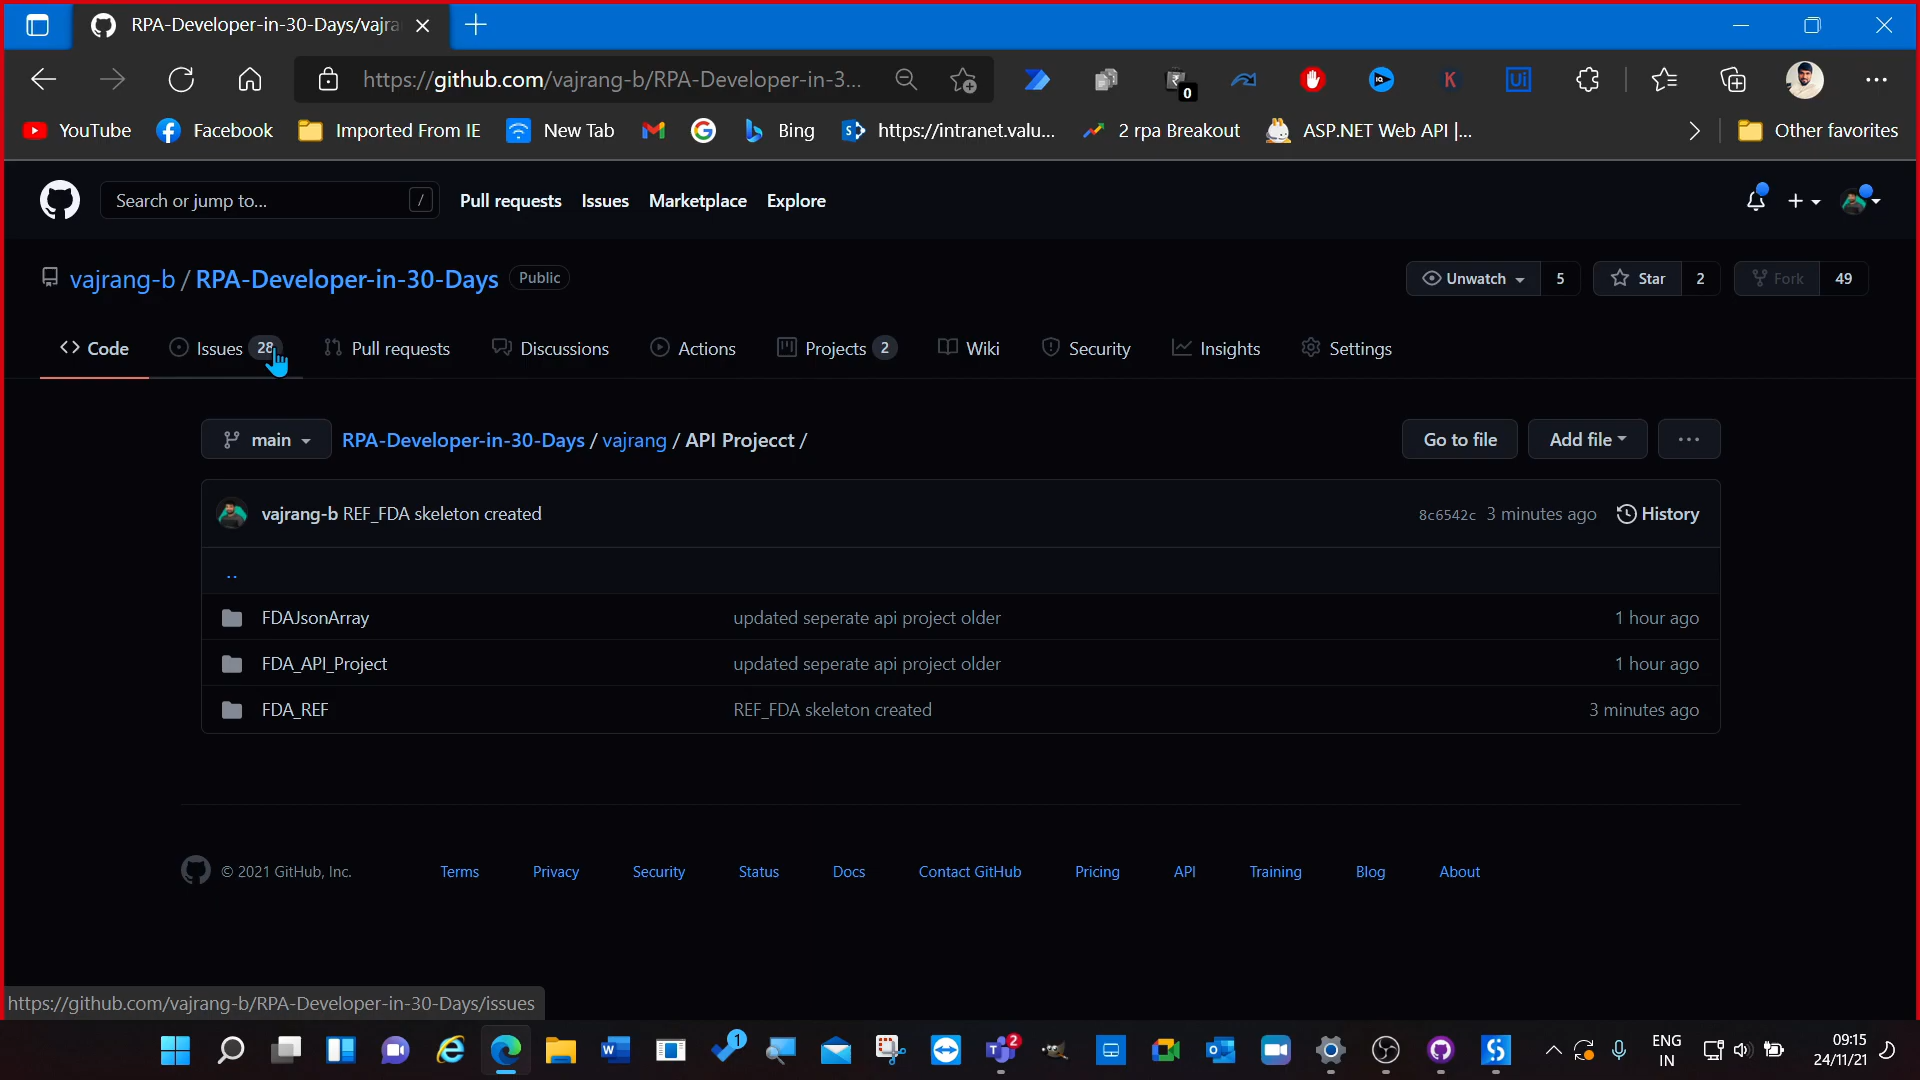 RPA-Developer-in-30-Days/vajra
https://github.com/vajrang-b/RPA-Developer-in-3...
0
K
Ui
YouTube
Facebook
Imported From IE
New Tab
Bing
https://intranet.valu...
2 rpa Breakout
ASP.NET Web API |...
Other favorites
Search or jump to...
/
Pull requests
Issues
Marketplace
Explore
vajrang-b / RPA-Developer-in-30-Days
Public
Unwatch
5
Star
2
Fork
49
Code
Issues 28
Pull requests
Discussions
Actions
Projects 2
Wiki
Security
Insights
Settings
main
RPA-Developer-in-30-Days / vajrang / API Projecct /
Go to file
Add file
vajrang-b REF_FDA skeleton created
8c6542c 3 minutes ago
History
..
FDAJsonArray
updated seperate api project older
1 hour ago
FDA_API_Project
updated seperate api project older
1 hour ago
FDA_REF
REF_FDA skeleton created
3 minutes ago
© 2021 GitHub, Inc.
Terms
Privacy
Security
Status
Docs
Contact GitHub
Pricing
API
Training
Blog
About
https://github.com/vajrang-b/RPA-Developer-in-30-Days/issues
1
2
ENG
IN
09:15
24/11/21